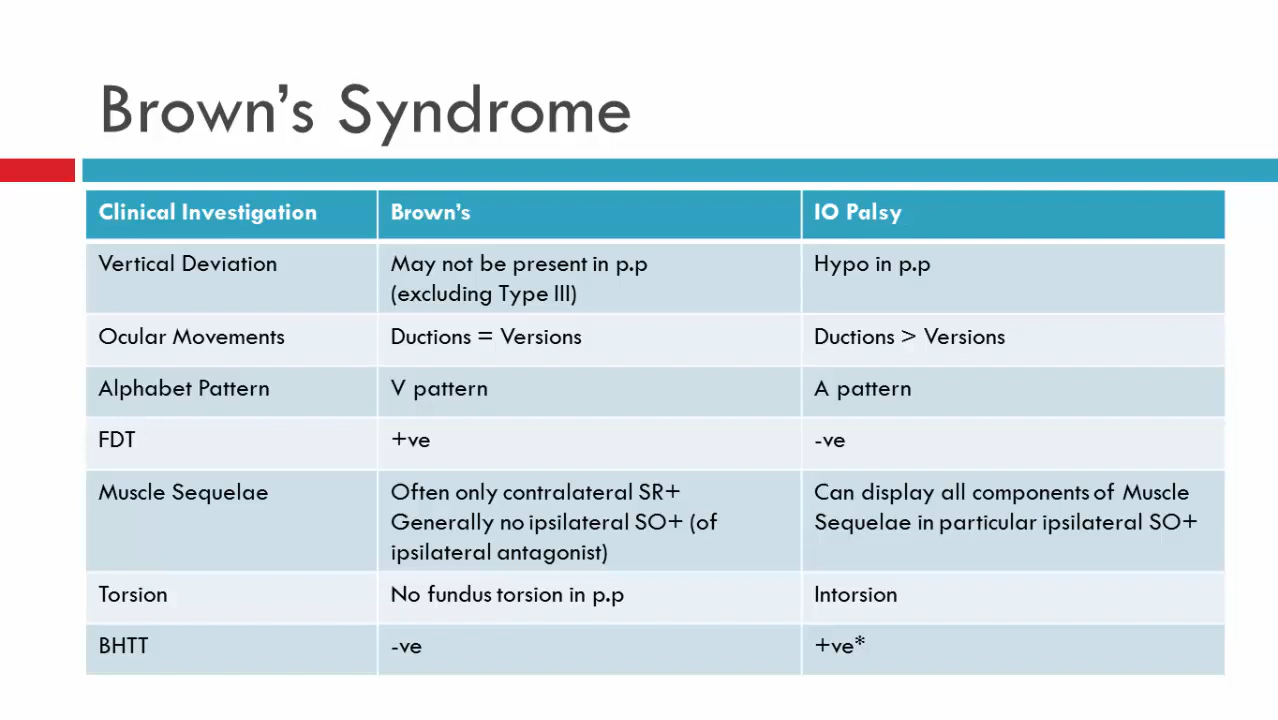 Brown's Syndrome
Clinical Investigation Brown's IO Palsy
Vertical Deviation May not be present in p.p Hypo in p.p
(excluding Type III)
Ocular Movements Ductions = Versions Ductions > Versions
Alphabet Pattern V pattern A pattern
FDT +ve -ve
Muscle Sequelae Often only contralateral SR+ Can display all components of Muscle
Generally no ipsilateral SO+ (of Sequelae in particular ipsilateral SO+
ipsilateral antagonist)
Torsion No fundus torsion in p.p Intorsion
BHTT -ve +ve*